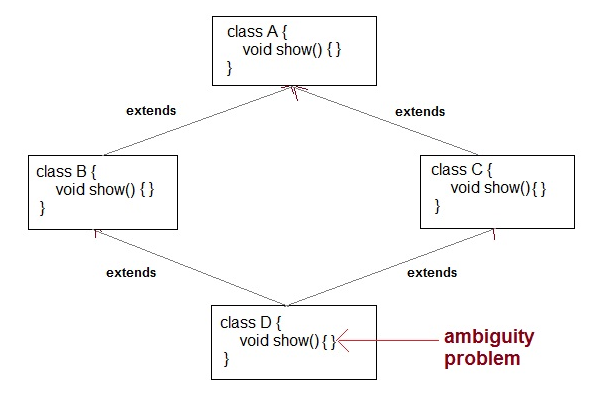 class A {
void show() { }
}
extends
extends
class B {
void show() { }
}
class C {
void show(){ }
}
extends
extends
class D {
void show() { }
}
ambiguity
problem